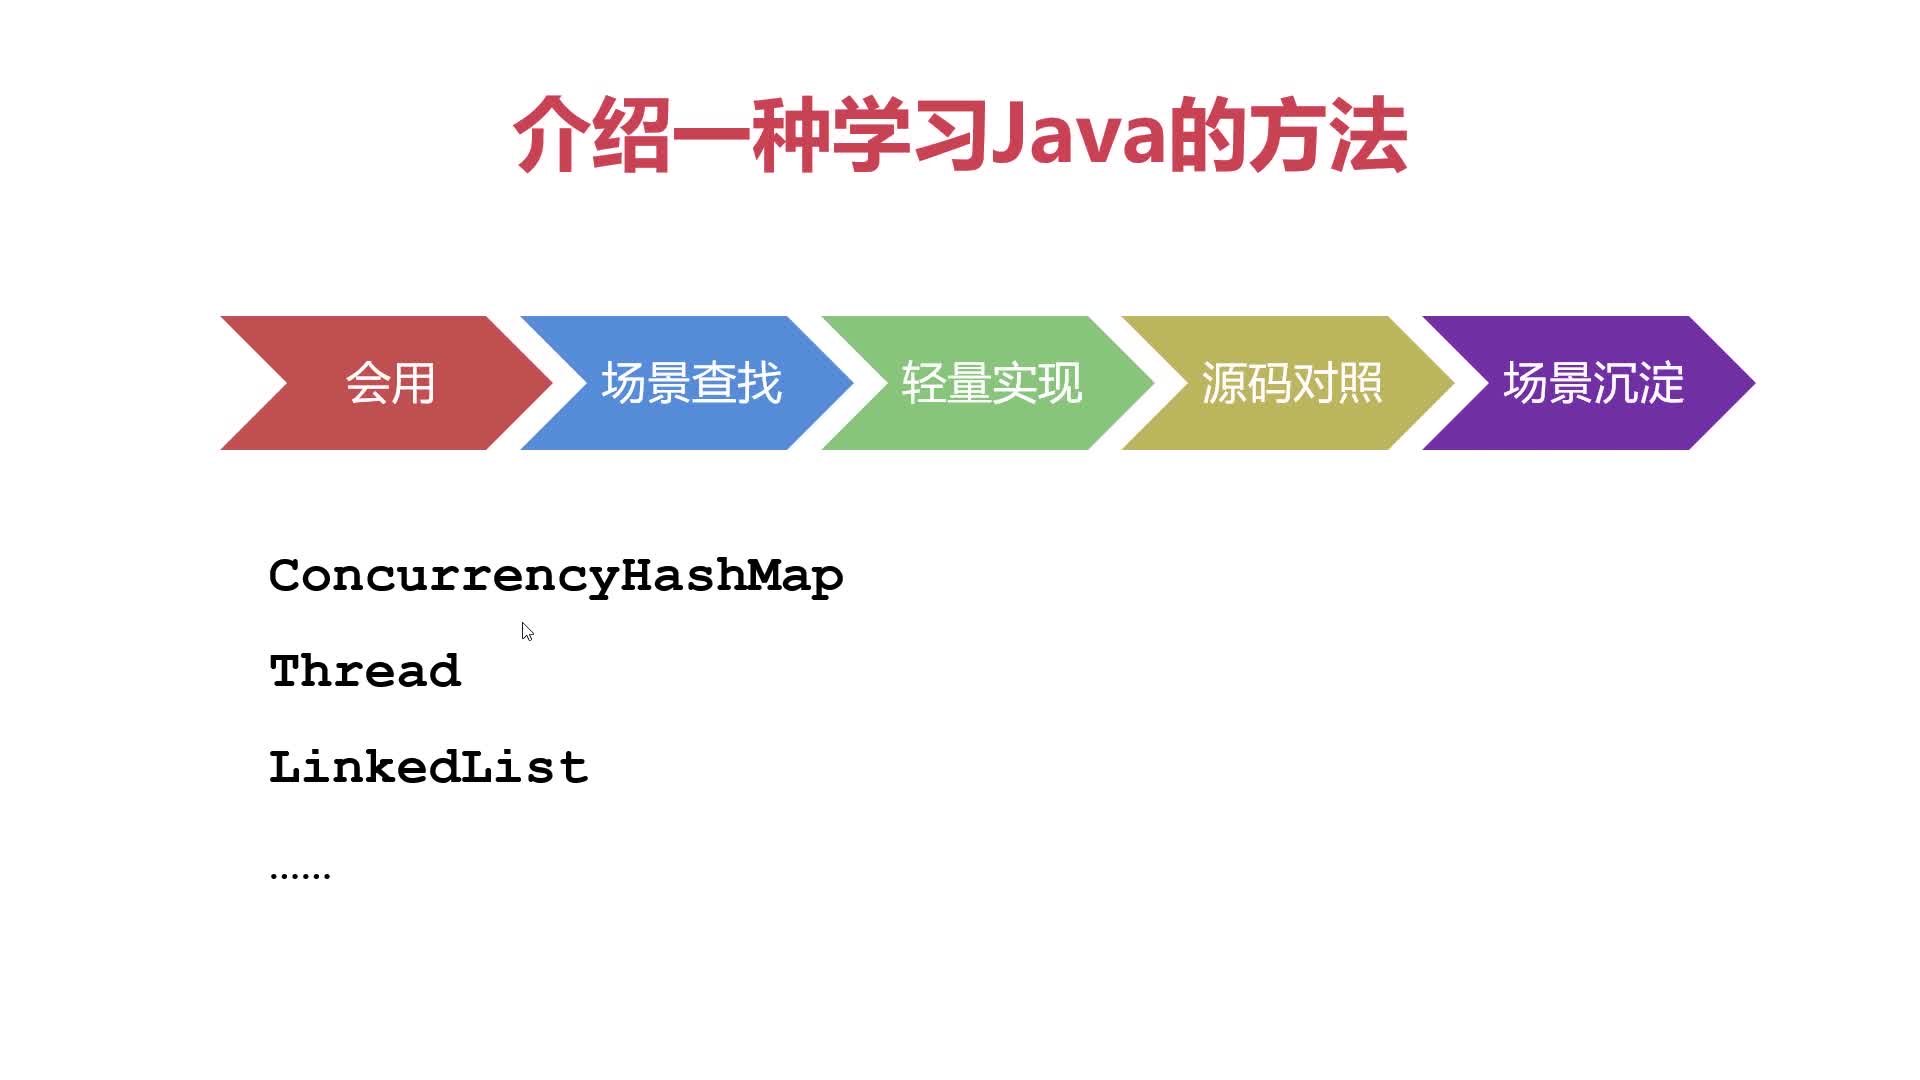 介绍一种学习Java的方法
会用
场景查找
轻量实现
源码对照
场景沉淀
ConcurrencyHashMap
Thread
LinkedList
……